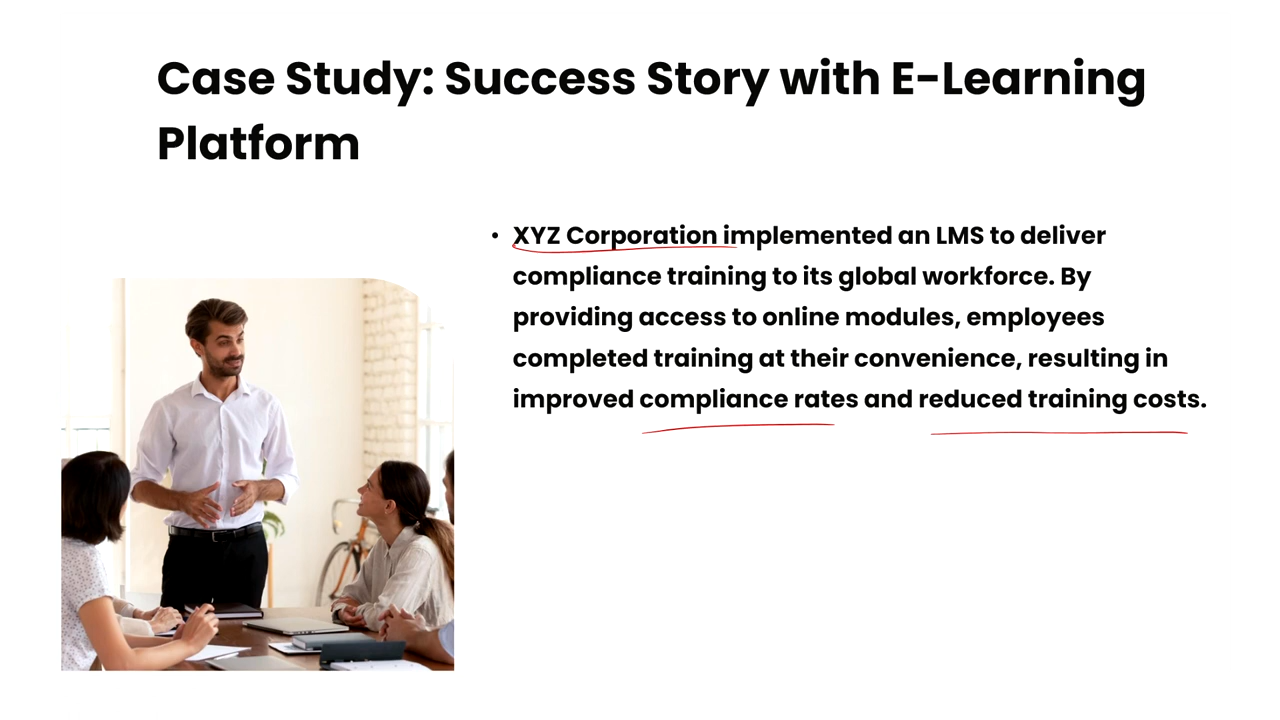 Case Study: Success Story with E-Learning
Platform
• XYZ Corporation implemented an LMS to deliver
compliance training to its global workforce. By
providing access to online modules, employees
completed training at their convenience, resulting in
improved compliance rates and reduced training costs.